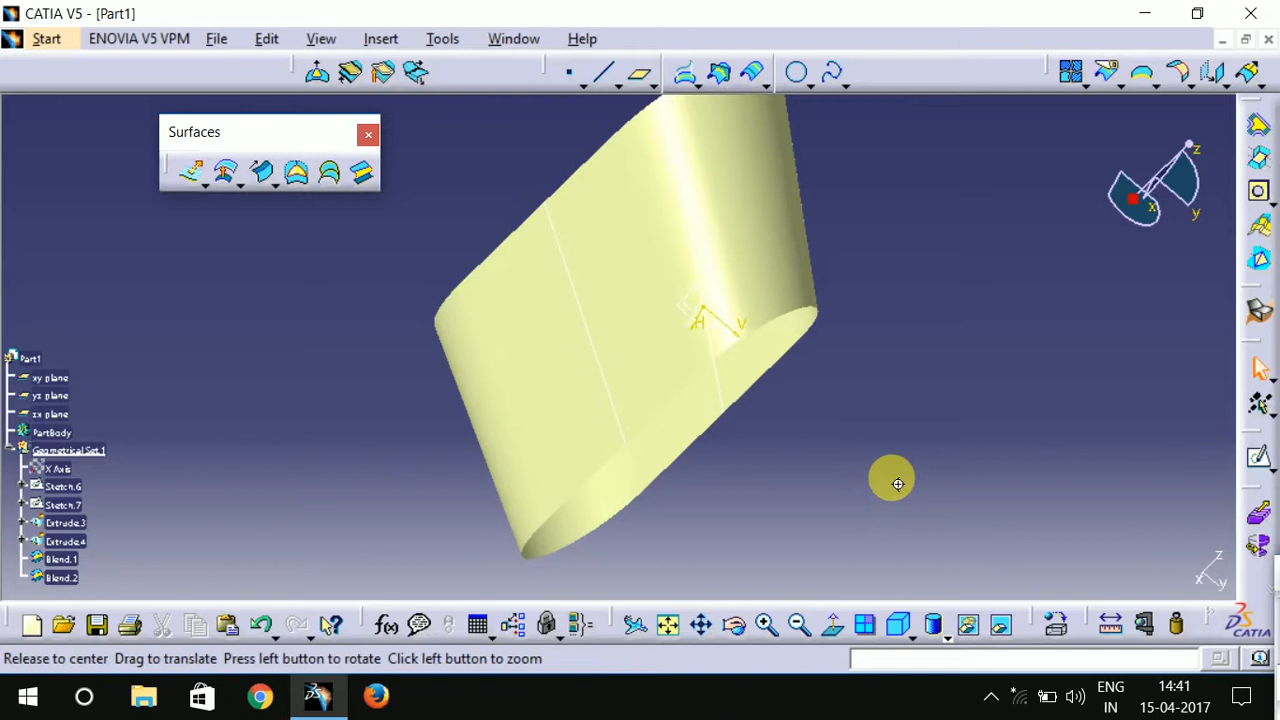 CATIA V5 - [Part1]
Start ENOVIA V5 VPM File Edit View Insert Tools Window Help
Surfaces
z
x
y
H
V
Part1
xy plane
yz plane
zx plane
PartBody
Geometrical Set.1
X Axis
Sketch.6
Sketch.7
Extrude.3
Extrude.4
Blend.1
Blend.2
z
x y
f(x)
CATIA
Release to center Drag to translate Press left button to rotate Click left button to zoom
ENG 14:41
IN 15-04-2017